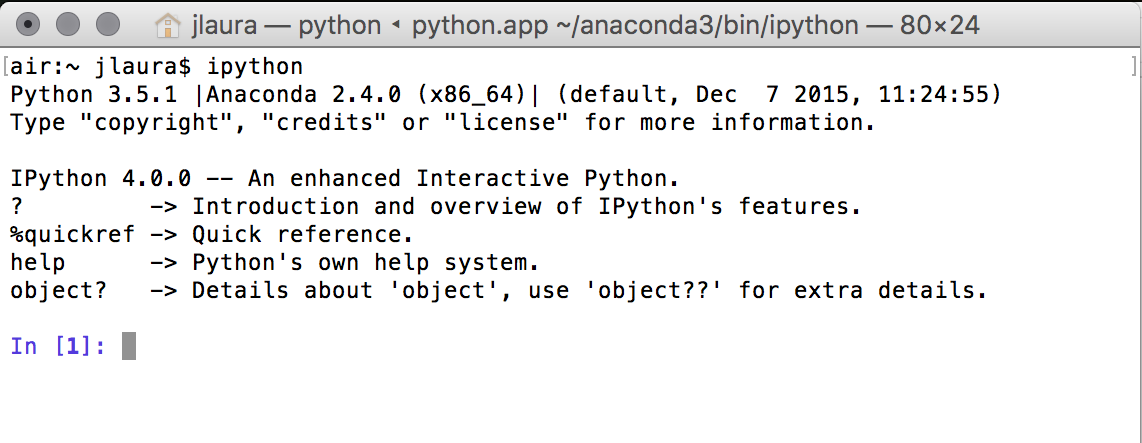 jlaura — python ◂ python.app ~/anaconda3/bin/ipython — 80×24
[air:~ jlaura$ ipython ]
Python 3.5.1 |Anaconda 2.4.0 (x86_64)| (default, Dec  7 2015, 11:24:55)
Type "copyright", "credits" or "license" for more information.

IPython 4.0.0 -- An enhanced Interactive Python.
?         -> Introduction and overview of IPython's features.
%quickref -> Quick reference.
help      -> Python's own help system.
object?   -> Details about 'object', use 'object??' for extra details.

In [1]: